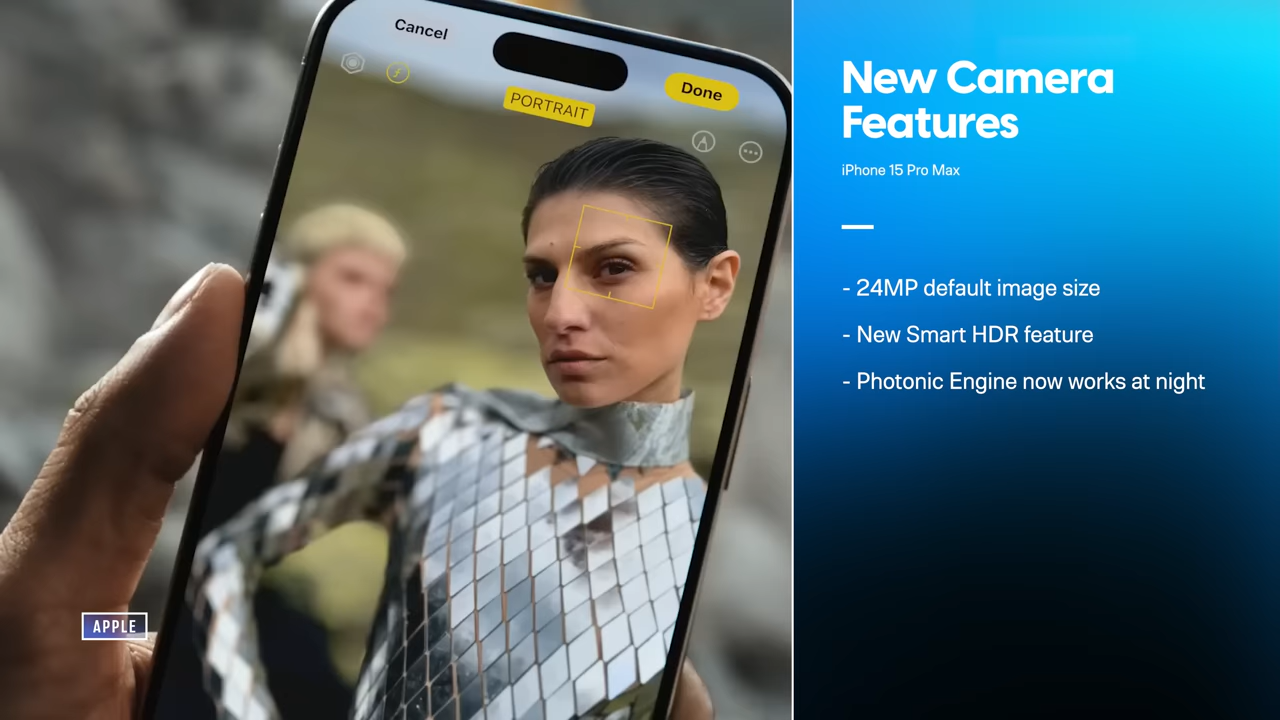 Cancel
Done
PORTRAIT
APPLE
New Camera
Features
iPhone 15 Pro Max
- 24MP default image size
- New Smart HDR feature
- Photonic Engine now works at night